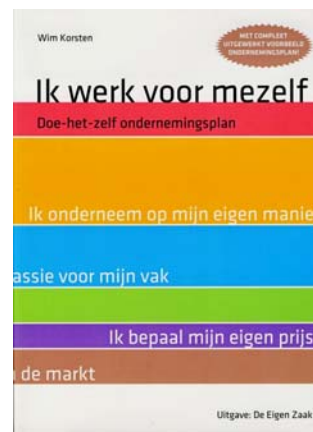 Wim Korsten
MET COMPLEET
UITGEWERKT VOORBEELD
ONDERNEMINGSPLAN!
Ik werk voor mezelf
Doe-het-zelf ondernemingsplan
Ik onderneem op mijn eigen manie
assie voor mijn vak
Ik bepaal mijn eigen prijs
de markt
Uitgave: De Eigen Zaak